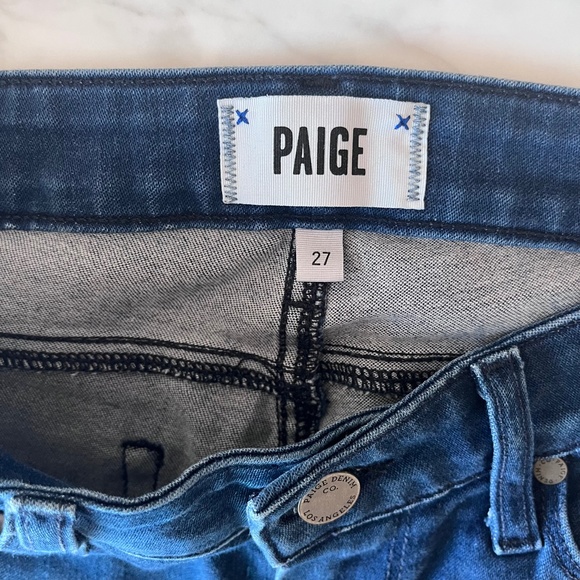 PAIGE
27
PAIGE DENIM
CO.
LOS ANGELES